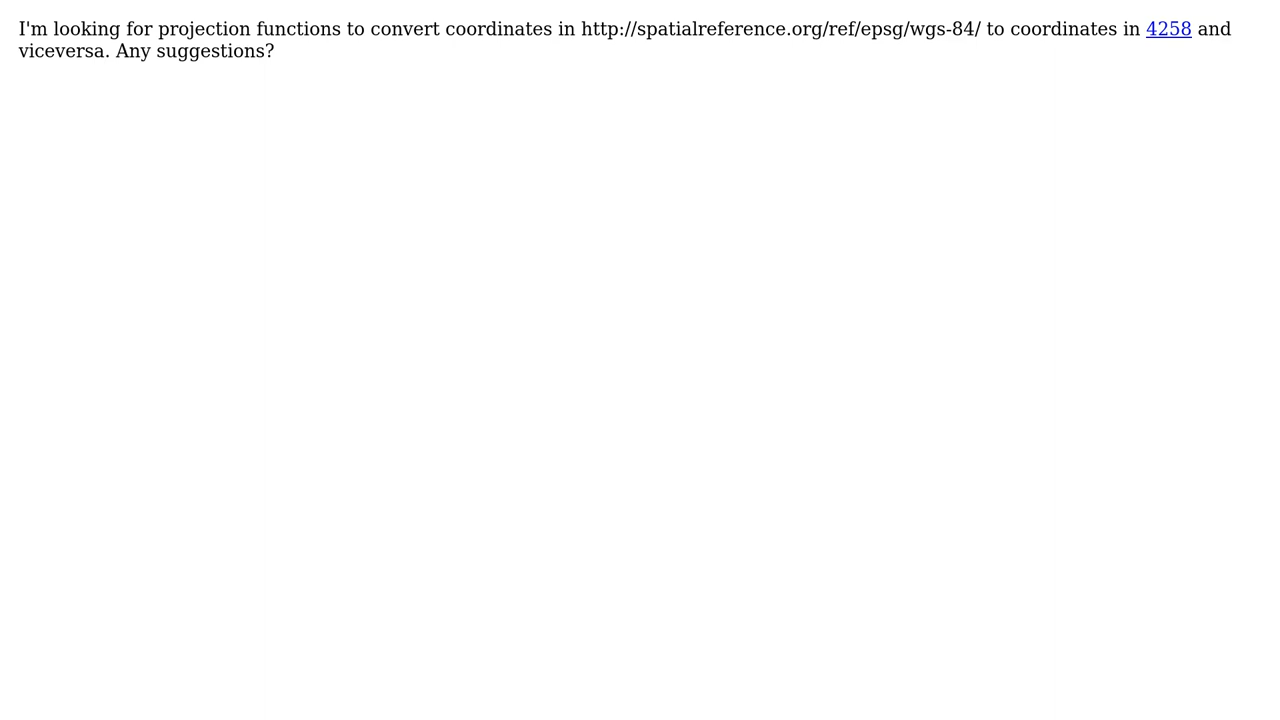 I'm looking for projection functions to convert coordinates in http://spatialreference.org/ref/epsg/wgs-84/ to coordinates in 4258 and
viceversa. Any suggestions?